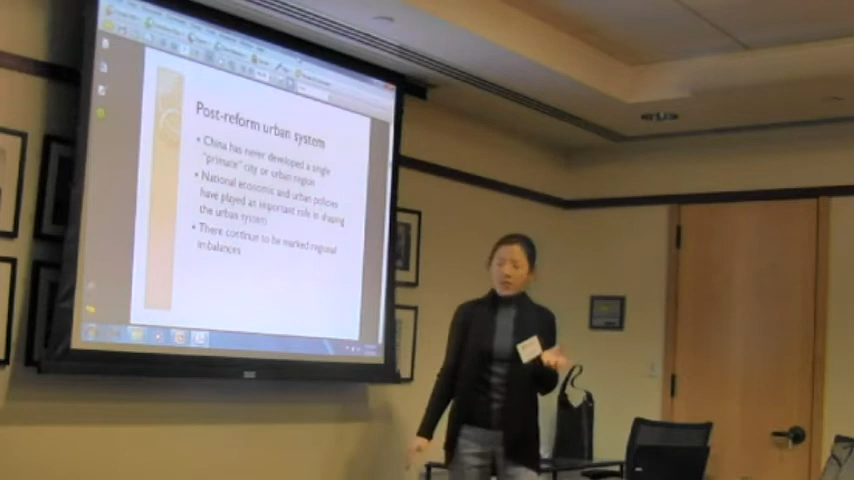 Post-reform urban system
• China has never developed a single
"primate" city or urban region
• National economic and urban policies
have played an important role in shaping
the urban system
• There continue to be marked regional
imbalances